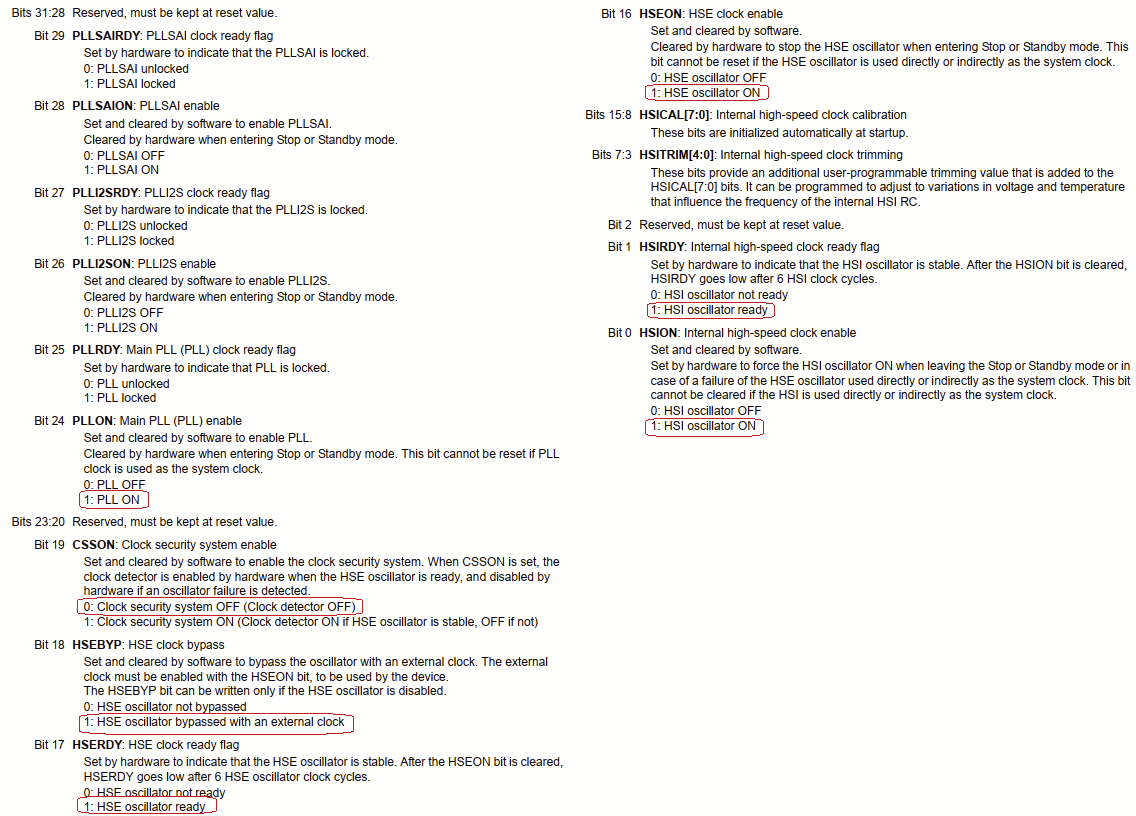 Bits 31:28 Reserved, must be kept at reset value.
Bit 29 PLLSAIRDY: PLLSAI clock ready flag
Set by hardware to indicate that the PLLSAI is locked.
0: PLLSAI unlocked
1: PLLSAI locked
Bit 28 PLLSAION: PLLSAI enable
Set and cleared by software to enable PLLSAI.
Cleared by hardware when entering Stop or Standby mode.
0: PLLSAI OFF
1: PLLSAI ON
Bit 27 PLLI2SRDY: PLLI2S clock ready flag
Set by hardware to indicate that the PLLI2S is locked.
0: PLLI2S unlocked
1: PLLI2S locked
Bit 26 PLLI2SON: PLLI2S enable
Set and cleared by software to enable PLLI2S.
Cleared by hardware when entering Stop or Standby mode.
0: PLLI2S OFF
1: PLLI2S ON
Bit 25 PLLRDY: Main PLL (PLL) clock ready flag
Set by hardware to indicate that PLL is locked.
0: PLL unlocked
1: PLL locked
Bit 24 PLLON: Main PLL (PLL) enable
Set and cleared by software to enable PLL.
Cleared by hardware when entering Stop or Standby mode. This bit cannot be reset if PLL
clock is used as the system clock.
0: PLL OFF
1: PLL ON
Bits 23:20 Reserved, must be kept at reset value.
Bit 19 CSSON: Clock security system enable
Set and cleared by software to enable the clock security system. When CSSON is set, the
clock detector is enabled by hardware when the HSE oscillator is ready, and disabled by
hardware if an oscillator failure is detected.
0: Clock security system OFF (Clock detector OFF)
1: Clock security system ON (Clock detector ON if HSE oscillator is stable, OFF if not)
Bit 18 HSEBYP: HSE clock bypass
Set and cleared by software to bypass the oscillator with an external clock. The external
clock must be enabled with the HSEON bit, to be used by the device.
The HSEBYP bit can be written only if the HSE oscillator is disabled.
0: HSE oscillator not bypassed
1: HSE oscillator bypassed with an external clock
Bit 17 HSERDY: HSE clock ready flag
Set by hardware to indicate that the HSE oscillator is stable. After the HSEON bit is cleared,
HSERDY goes low after 6 HSE oscillator clock cycles.
0: HSE oscillator not ready
1: HSE oscillator ready
Bit 16 HSEON: HSE clock enable
Set and cleared by software.
Cleared by hardware to stop the HSE oscillator when entering Stop or Standby mode. This
bit cannot be reset if the HSE oscillator is used directly or indirectly as the system clock.
0: HSE oscillator OFF
1: HSE oscillator ON
Bits 15:8 HSICAL[7:0]: Internal high-speed clock calibration
These bits are initialized automatically at startup.
Bits 7:3 HSITRIM[4:0]: Internal high-speed clock trimming
These bits provide an additional user-programmable trimming value that is added to the
HSICAL[7:0] bits. It can be programmed to adjust to variations in voltage and temperature
that influence the frequency of the internal HSI RC.
Bit 2 Reserved, must be kept at reset value.
Bit 1 HSIRDY: Internal high-speed clock ready flag
Set by hardware to indicate that the HSI oscillator is stable. After the HSION bit is cleared,
HSIRDY goes low after 6 HSI clock cycles.
0: HSI oscillator not ready
1: HSI oscillator ready
Bit 0 HSION: Internal high-speed clock enable
Set and cleared by software.
Set by hardware to force the HSI oscillator ON when leaving the Stop or Standby mode or in
case of a failure of the HSE oscillator used directly or indirectly as the system clock. This bit
cannot be cleared if the HSI is used directly or indirectly as the system clock.
0: HSI oscillator OFF
1: HSI oscillator ON